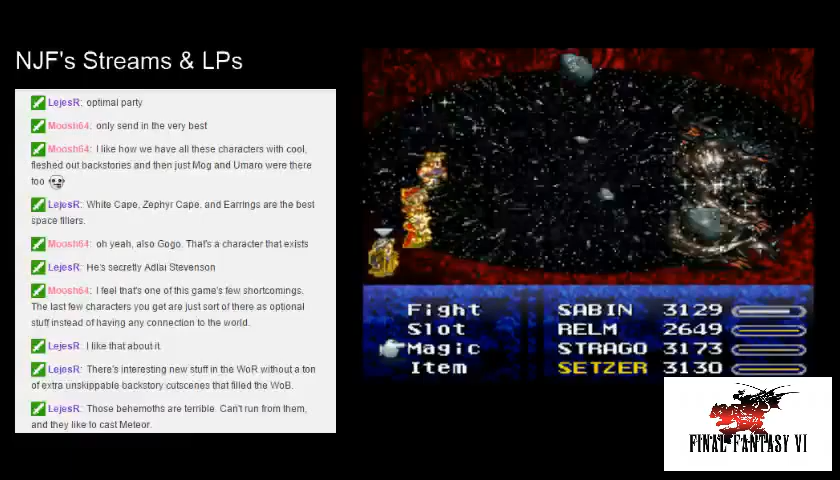 NJF's Streams & LPs
LejesR: optimal party
Moosh64: only send in the very best
Moosh64: I like how we have all these characters with cool,
fleshed out backstories and then just Mog and Umaro were there
too
LejesR: White Cape, Zephyr Cape, and Earrings are the best
space fillers.
Moosh64: oh yeah, also Gogo. That's a character that exists
LejesR: He's secretly Adlai Stevenson
Moosh64: I feel that's one of this game's few shortcomings.
The last few characters you get are just sort of there as optional
stuff instead of having any connection to the world.
LejesR: I like that about it
LejesR: There's interesting new stuff in the WoR without a ton
of extra unskippable backstory cutscenes that filled the WoB.
LejesR: Those behemoths are terrible. Can't run from them,
and they like to cast Meteor.
Fight SABIN 3129
Slot RELM 2649
Magic STRAGO 3173
Item SETZER 3130
FINAL FANTASY VI